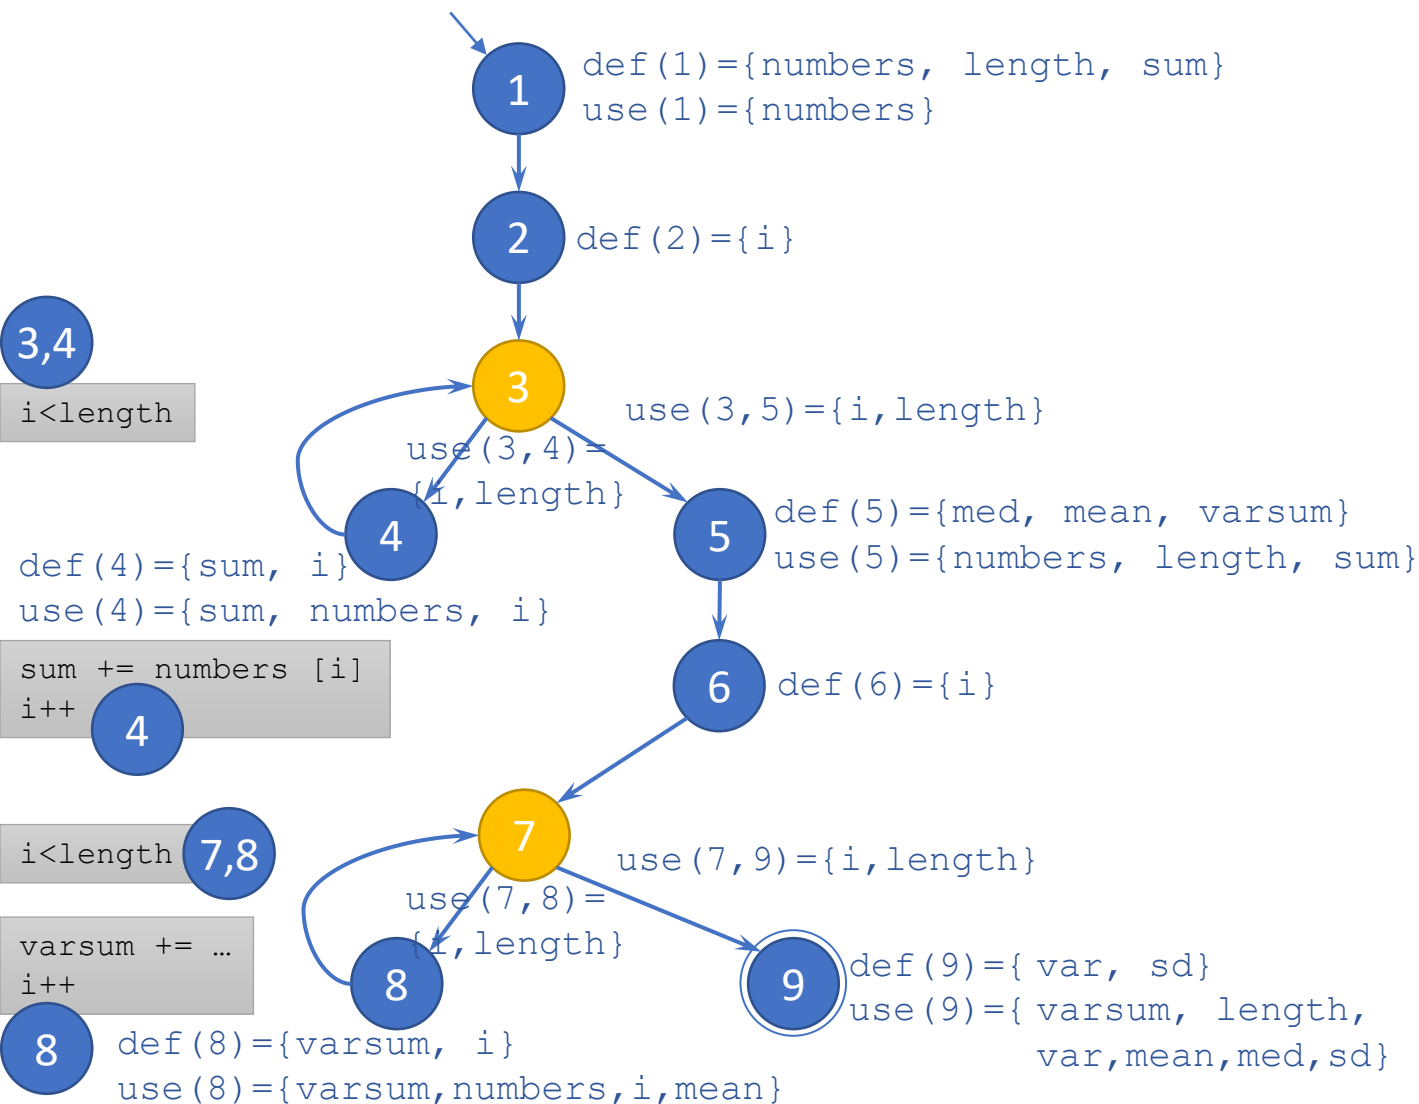 1
def(1)={numbers, length, sum}
use(1)={numbers}
2
def(2)={i}
3,4
i<length
3
use(3,5)={i,length}
use(3,4)=
{i,length}
4
5
def(5)={med, mean, varsum}
use(5)={numbers, length, sum}
def(4)={sum, i}
use(4)={sum, numbers, i}
sum += numbers [i]
i++
4
6
def(6)={i}
7
i<length
7,8
use(7,9)={i,length}
use(7,8)=
{i,length}
varsum += …
i++
8
8
def(8)={varsum, i}
use(8)={varsum,numbers,i,mean}
9
def(9)={ var, sd}
use(9)={ varsum, length,
var,mean,med,sd}